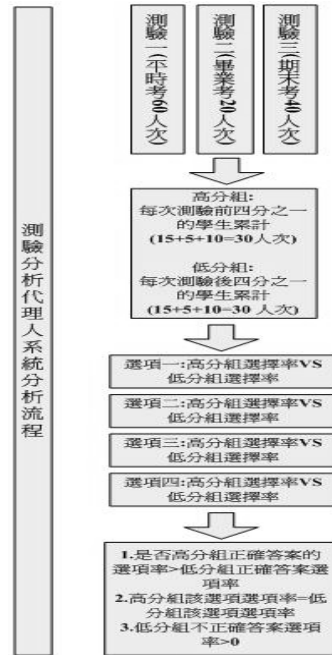 測驗分析代理人系統分析流程
測驗一(平時考60人次)
測驗二(畢業考20人次)
測驗三(期末考40人次)
高分組:
每次測驗前四分之一
的學生累計
(15+5+10=30人次)
低分組:
每次測驗後四分之一
的學生累計
(15+5+10=30 人次)
選項一:高分組選擇率VS
低分組選擇率
選項二:高分組選擇率VS
低分組選擇率
選項三:高分組選擇率VS
低分組選擇率
選項四:高分組選擇率VS
低分組選擇率
1.是否高分組正確答案的
選項率>低分組正確答案選
項率
2.高分組該選項選項率=低
分組該選項選項率
3.低分組不正確答案選項
率>0